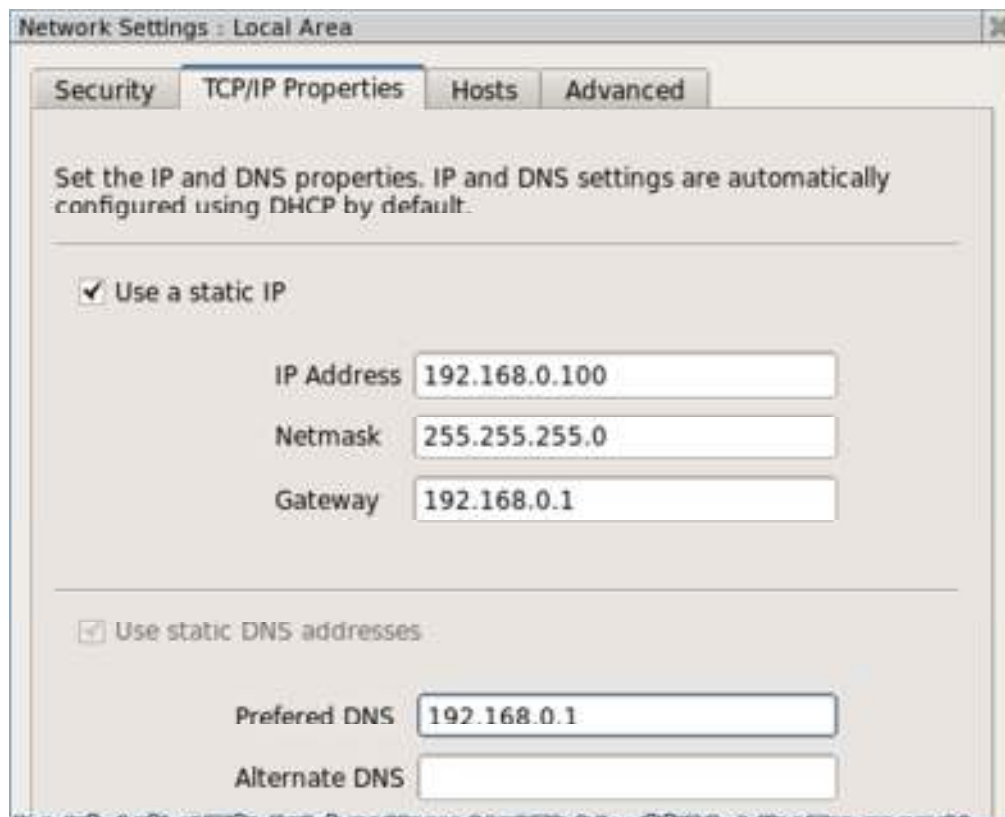 Network Settings : Local Area
Security TCP/IP Properties Hosts Advanced
Set the IP and DNS properties. IP and DNS settings are automatically
configured using DHCP by default.
Use a static IP
IP Address 192.168.0.100
Netmask 255.255.255.0
Gateway 192.168.0.1
Use static DNS addresses
Prefered DNS 192.168.0.1
Alternate DNS